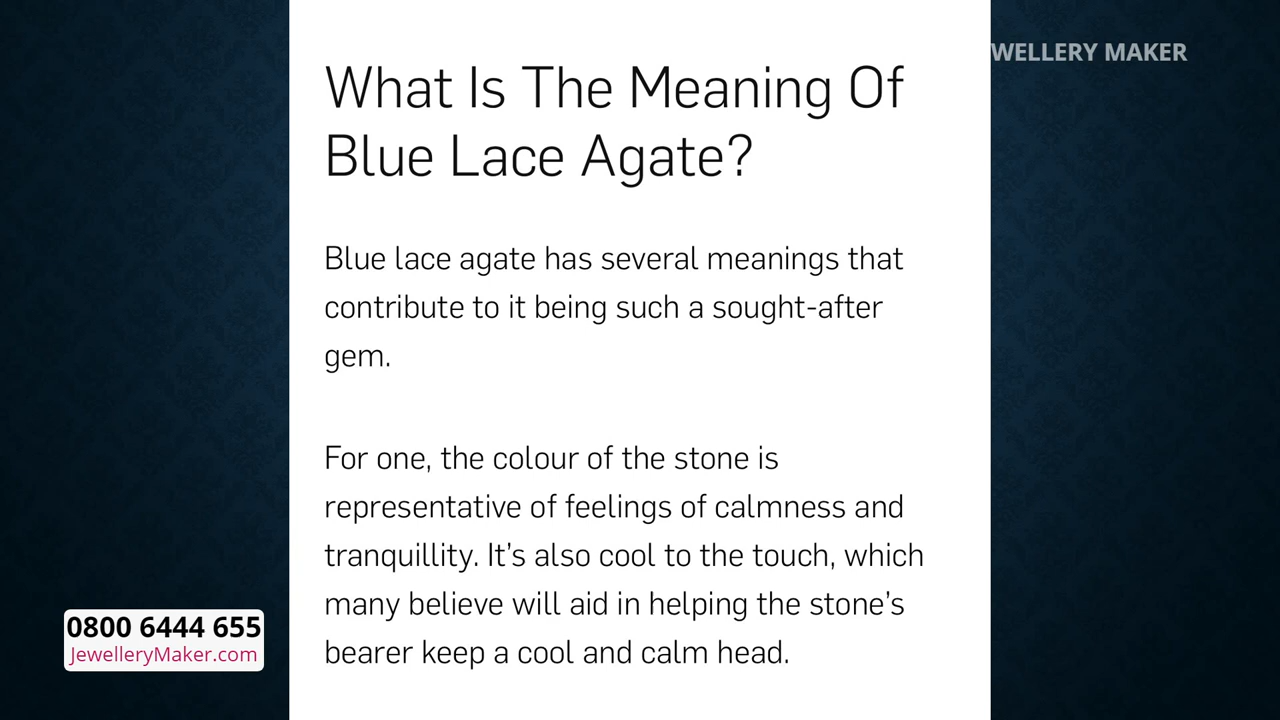 WELLERY MAKER
What Is The Meaning Of
Blue Lace Agate?
Blue lace agate has several meanings that
contribute to it being such a sought-after
gem.
For one, the colour of the stone is
representative of feelings of calmness and
tranquillity. It’s also cool to the touch, which
many believe will aid in helping the stone’s
bearer keep a cool and calm head.
0800 6444 655
JewelleryMaker.com